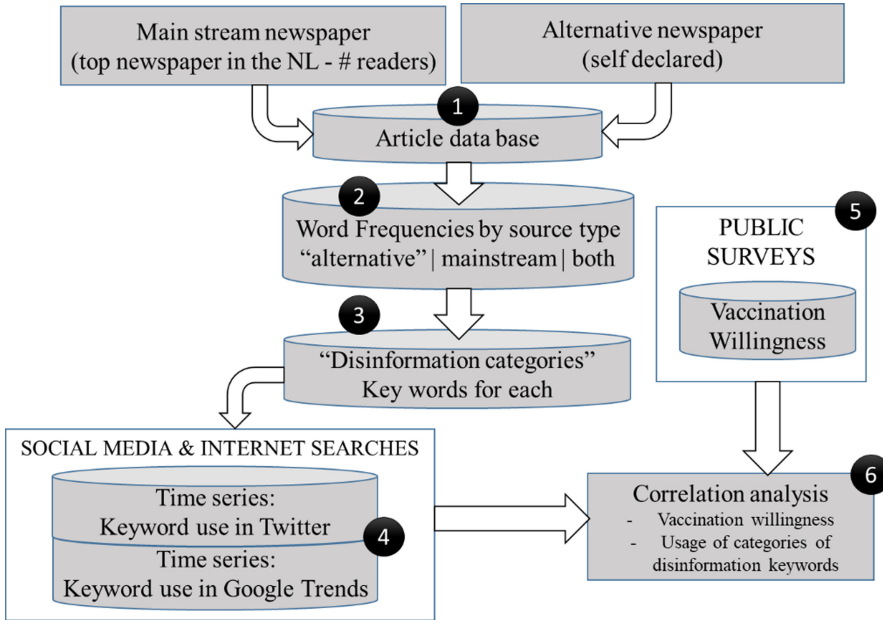 Main stream newspaper
(top newspaper in the NL - # readers)
Alternative newspaper
(self declared)
1
Article data base
2
Word Frequencies by source type
“alternative” | mainstream | both
3
“Disinformation categories”
Key words for each
5
PUBLIC
SURVEYS
Vaccination
Willingness
SOCIAL MEDIA & INTERNET SEARCHES
Time series:
Keyword use in Twitter
4
Time series:
Keyword use in Google Trends
6
Correlation analysis
- Vaccination willingness
- Usage of categories of
disinformation keywords